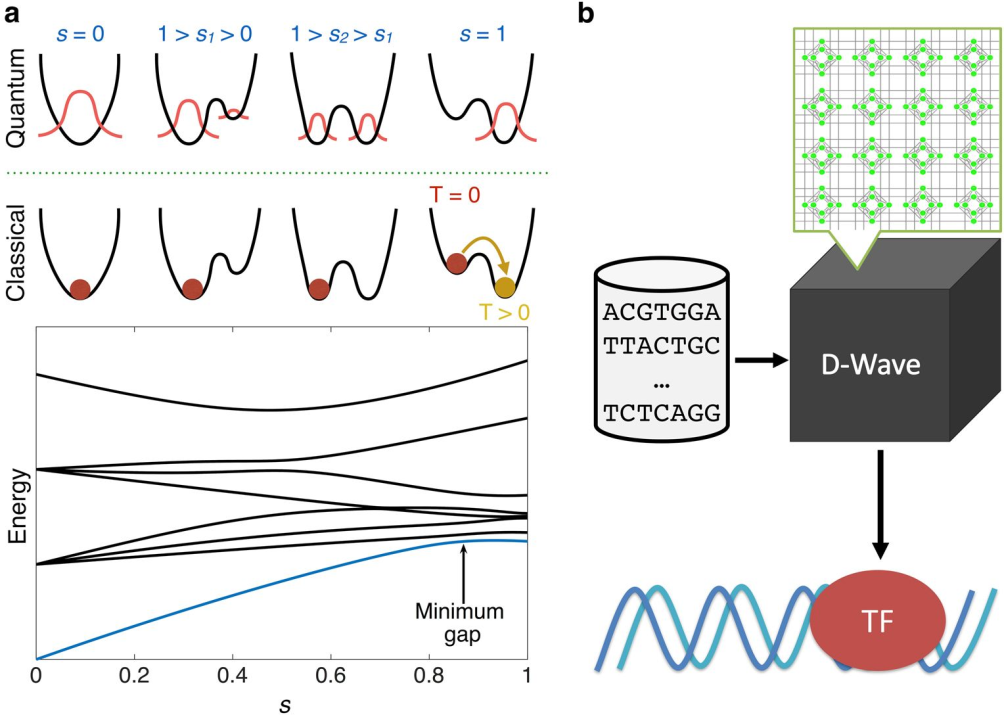 a
s = 0
1 > s₁ > 0
1 > s₂ > s₁
s = 1
Quantum
T = 0
Classical
T > 0
Energy
Minimum
gap
0
0.2
0.4
0.6
0.8
1
s
b
ACGTGGA
TTACTGC
...
TCTCAGG
D-Wave
TF